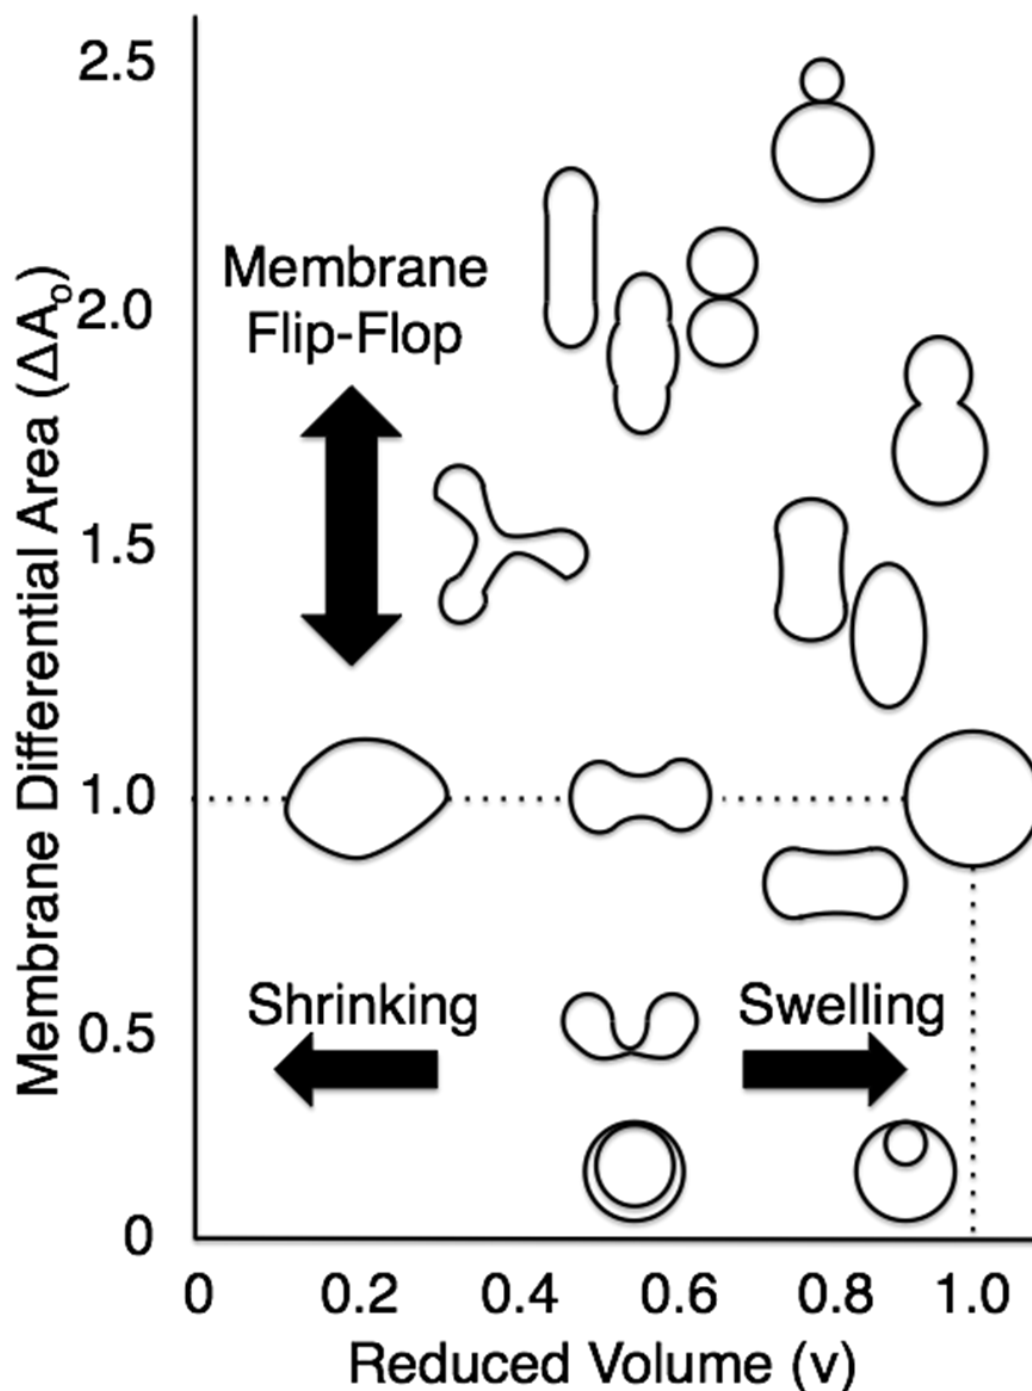 2.5
Membrane
Flip-Flop
2.0
Membrane Differential Area (ΔAo)
1.5
1.0
Shrinking
Swelling
0.5
0
0 0.2 0.4 0.6 0.8 1.0
Reduced Volume (v)